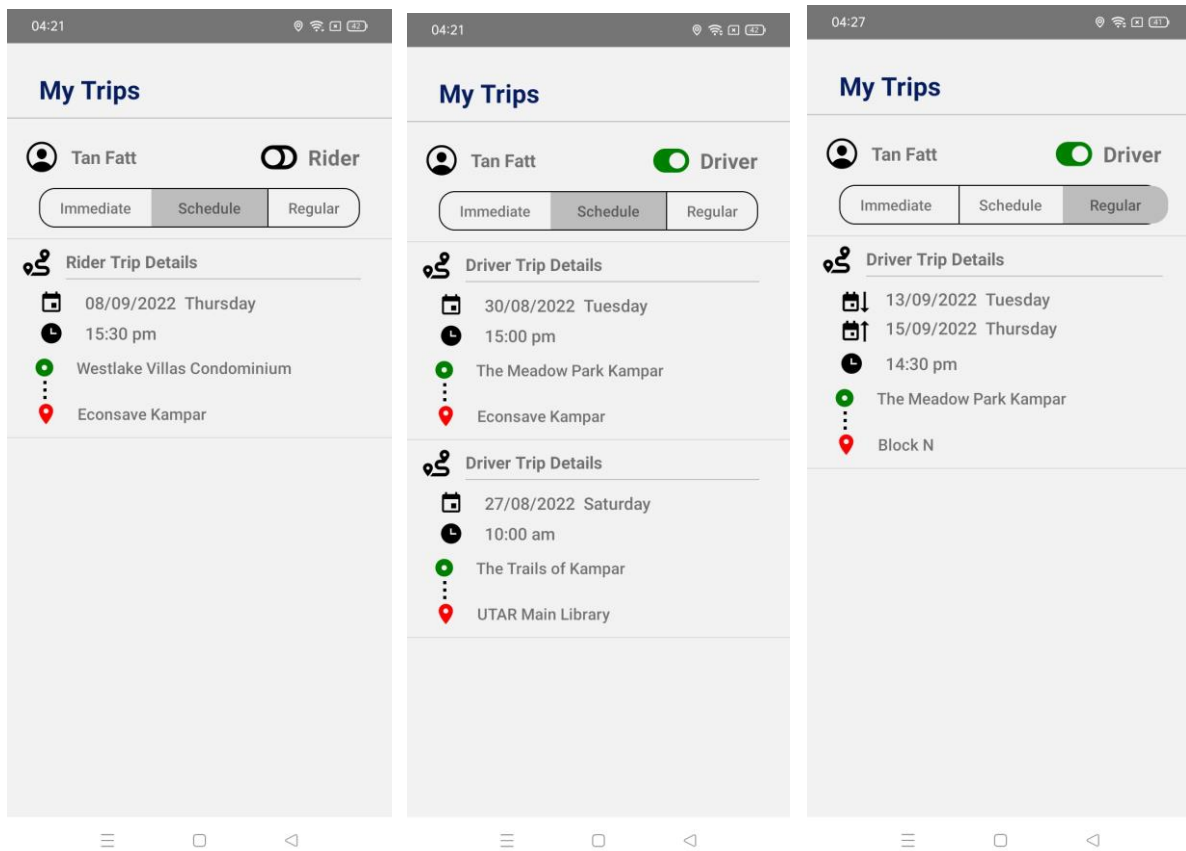 04:21
42
My Trips
Tan Fatt
Rider
Immediate
Schedule
Regular
Rider Trip Details
08/09/2022 Thursday
15:30 pm
Westlake Villas Condominium
Econsave Kampar
04:21
42
My Trips
Tan Fatt
Driver
Immediate
Schedule
Regular
Driver Trip Details
30/08/2022 Tuesday
15:00 pm
The Meadow Park Kampar
Econsave Kampar
Driver Trip Details
27/08/2022 Saturday
10:00 am
The Trails of Kampar
UTAR Main Library
04:27
41
My Trips
Tan Fatt
Driver
Immediate
Schedule
Regular
Driver Trip Details
13/09/2022 Tuesday
15/09/2022 Thursday
14:30 pm
The Meadow Park Kampar
Block N